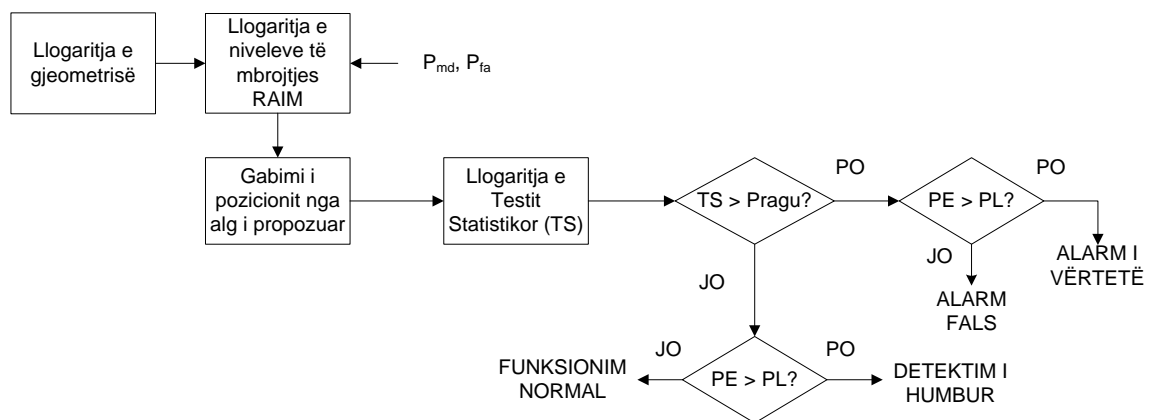 Llogaritja e
gjeometrisë
Llogaritja e
niveleve të
mbrojtjes
RAIM
Pmd, Pfa
Gabimi i
pozicionit nga
alg i propozuar
Llogaritja e
Testit
Statistikor (TS)
TS > Pragu?
PO
PE > PL?
PO
JO
ALARM I
VËRTETË
ALARM
FALS
JO
JO
FUNKSIONIM
NORMAL
PE > PL?
PO
DETEKTIM I
HUMBUR